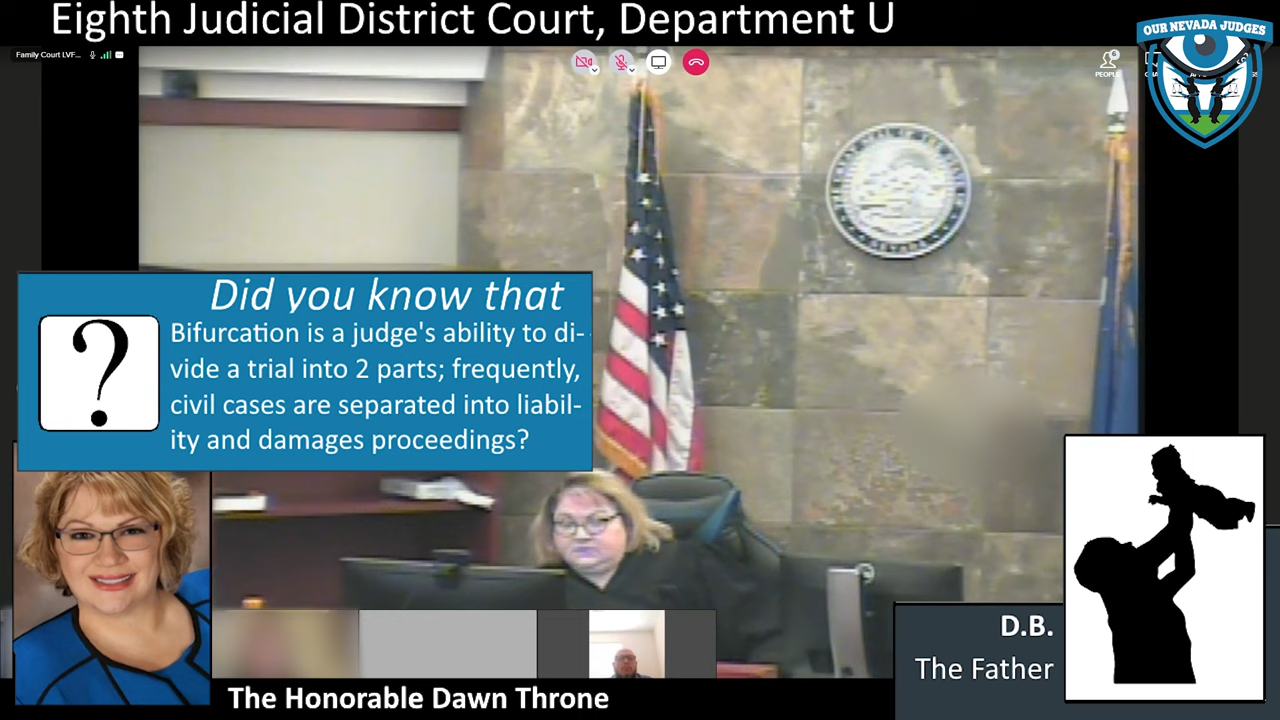 Eighth Judicial District Court, Department U
OUR NEVADA JUDGES
Family Court LVF...
PEOPLE
Did you know that
?
Bifurcation is a judge's ability to di-
vide a trial into 2 parts; frequently,
civil cases are separated into liabil-
ity and damages proceedings?
D.B.
The Father
The Honorable Dawn Throne